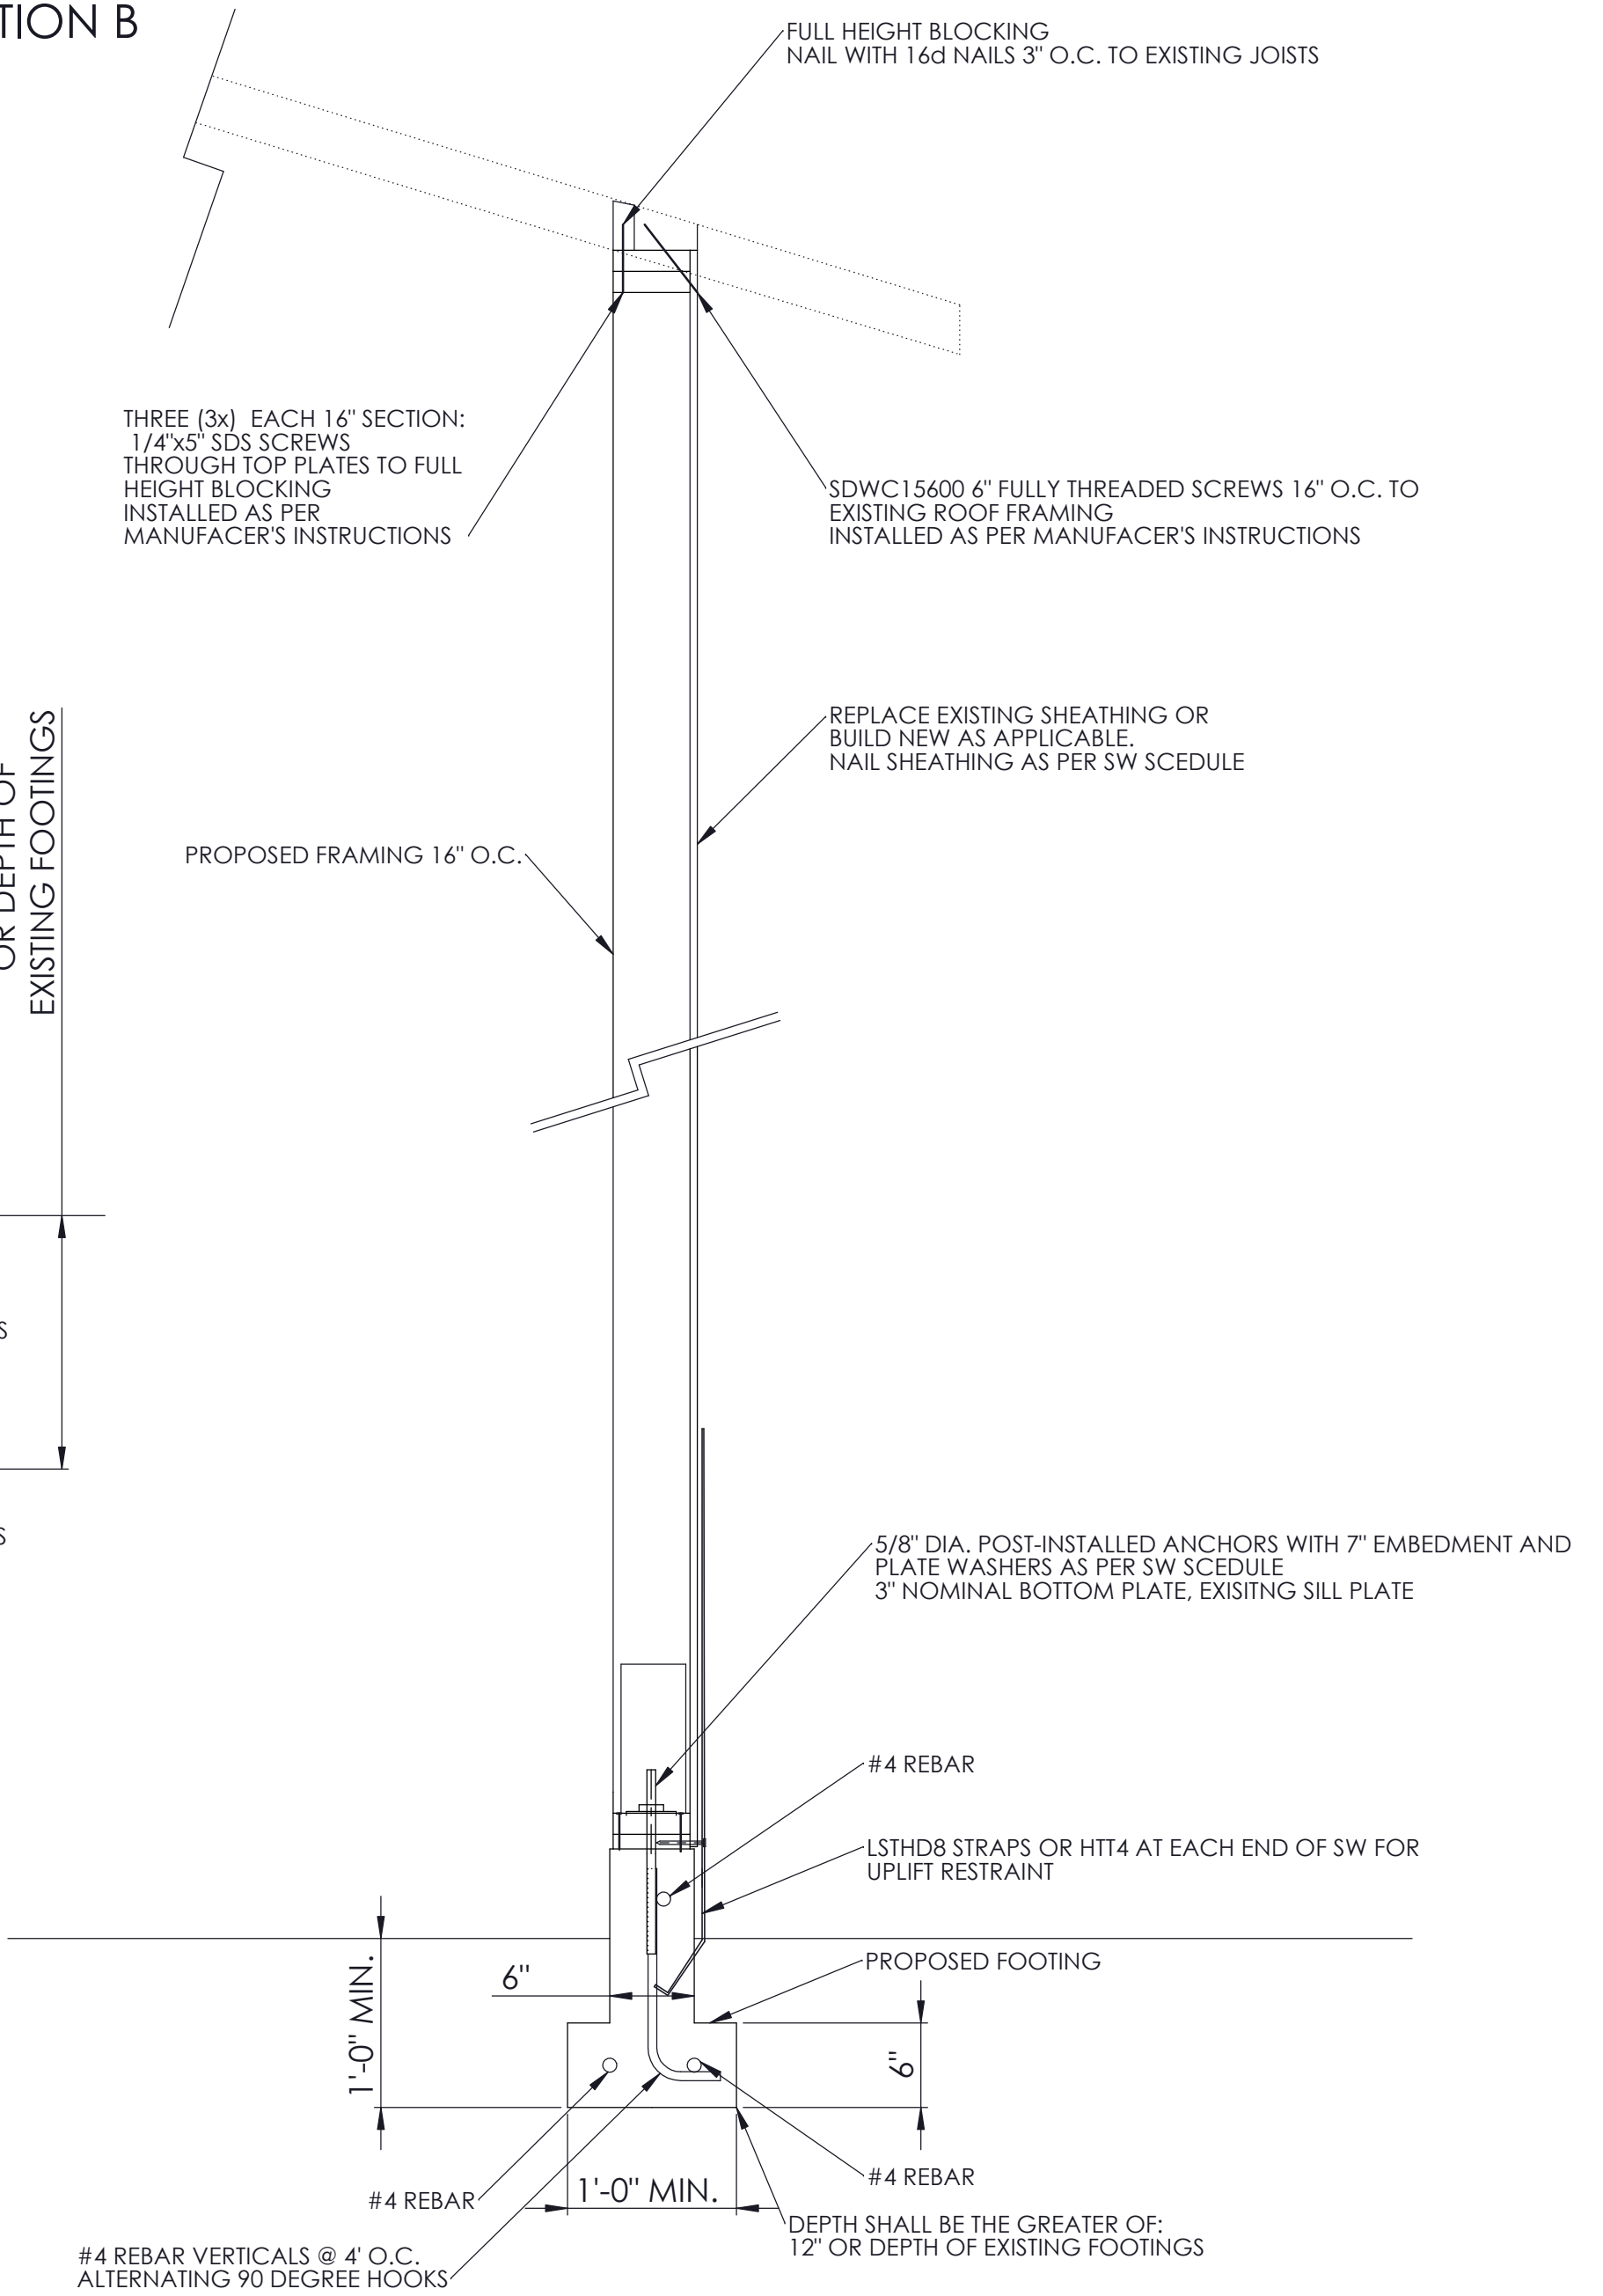 TION B
FULL HEIGHT BLOCKING
NAIL WITH 16d NAILS 3" O.C. TO EXISTING JOISTS
THREE (3x) EACH 16" SECTION:
1/4"x5" SDS SCREWS
THROUGH TOP PLATES TO FULL
HEIGHT BLOCKING
INSTALLED AS PER
MANUFACER'S INSTRUCTIONS
SDWC15600 6" FULLY THREADED SCREWS 16" O.C. TO
EXISTING ROOF FRAMING
INSTALLED AS PER MANUFACER'S INSTRUCTIONS
OR DEPTH OF
EXISTING FOOTINGS
REPLACE EXISTING SHEATHING OR
BUILD NEW AS APPLICABLE.
NAIL SHEATHING AS PER SW SCEDULE
PROPOSED FRAMING 16" O.C.
S
S
5/8" DIA. POST-INSTALLED ANCHORS WITH 7" EMBEDMENT AND
PLATE WASHERS AS PER SW SCEDULE
3" NOMINAL BOTTOM PLATE, EXISITNG SILL PLATE
#4 REBAR
LSTHD8 STRAPS OR HTT4 AT EACH END OF SW FOR
UPLIFT RESTRAINT
PROPOSED FOOTING
6"
1'-0" MIN.
6"
#4 REBAR
1'-0" MIN.
#4 REBAR
DEPTH SHALL BE THE GREATER OF:
12" OR DEPTH OF EXISTING FOOTINGS
#4 REBAR VERTICALS @ 4' O.C.
ALTERNATING 90 DEGREE HOOKS